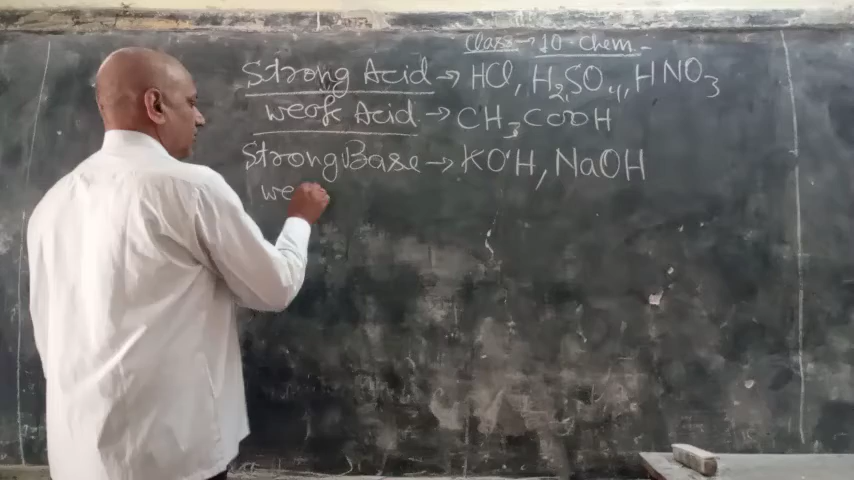 Class → 10 Chem -
Strong Acid → HCl, H2SO4, HNO3
weak Acid → CH3COOH
Strong Base → KOH, NaOH
we